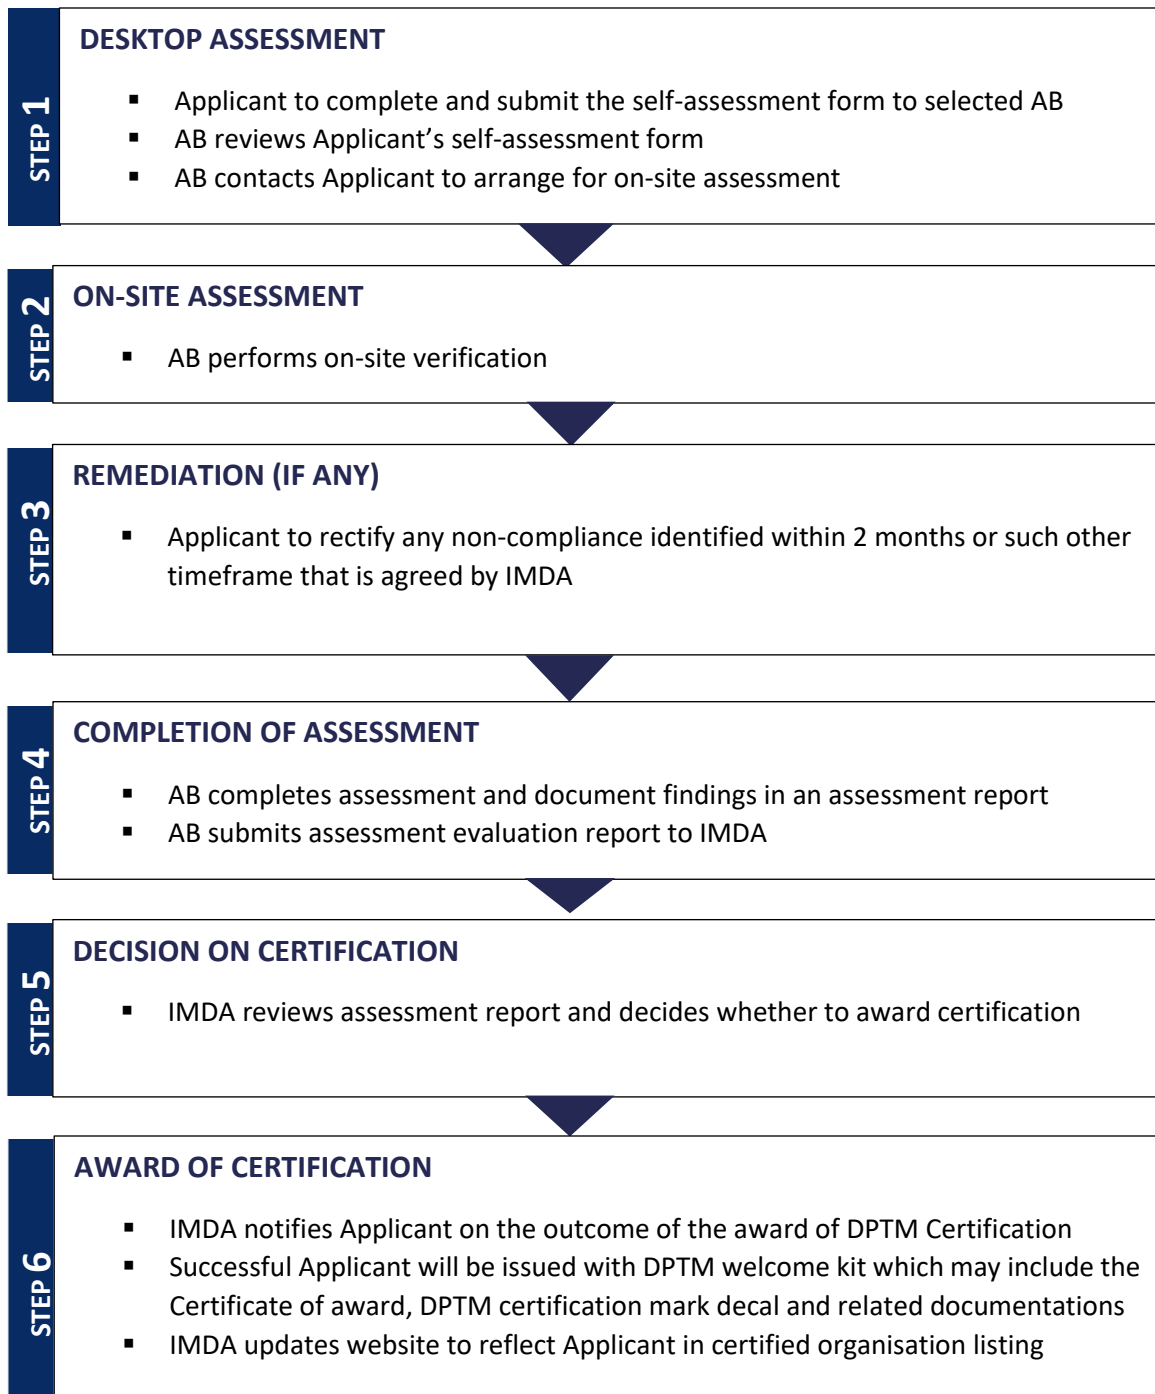 STEP 1
DESKTOP ASSESSMENT
▪ Applicant to complete and submit the self-assessment form to selected AB
▪ AB reviews Applicant’s self-assessment form
▪ AB contacts Applicant to arrange for on-site assessment
STEP 2
ON-SITE ASSESSMENT
▪ AB performs on-site verification
STEP 3
REMEDIATION (IF ANY)
▪ Applicant to rectify any non-compliance identified within 2 months or such other
timeframe that is agreed by IMDA
STEP 4
COMPLETION OF ASSESSMENT
▪ AB completes assessment and document findings in an assessment report
▪ AB submits assessment evaluation report to IMDA
STEP 5
DECISION ON CERTIFICATION
▪ IMDA reviews assessment report and decides whether to award certification
STEP 6
AWARD OF CERTIFICATION
▪ IMDA notifies Applicant on the outcome of the award of DPTM Certification
▪ Successful Applicant will be issued with DPTM welcome kit which may include the
Certificate of award, DPTM certification mark decal and related documentations
▪ IMDA updates website to reflect Applicant in certified organisation listing